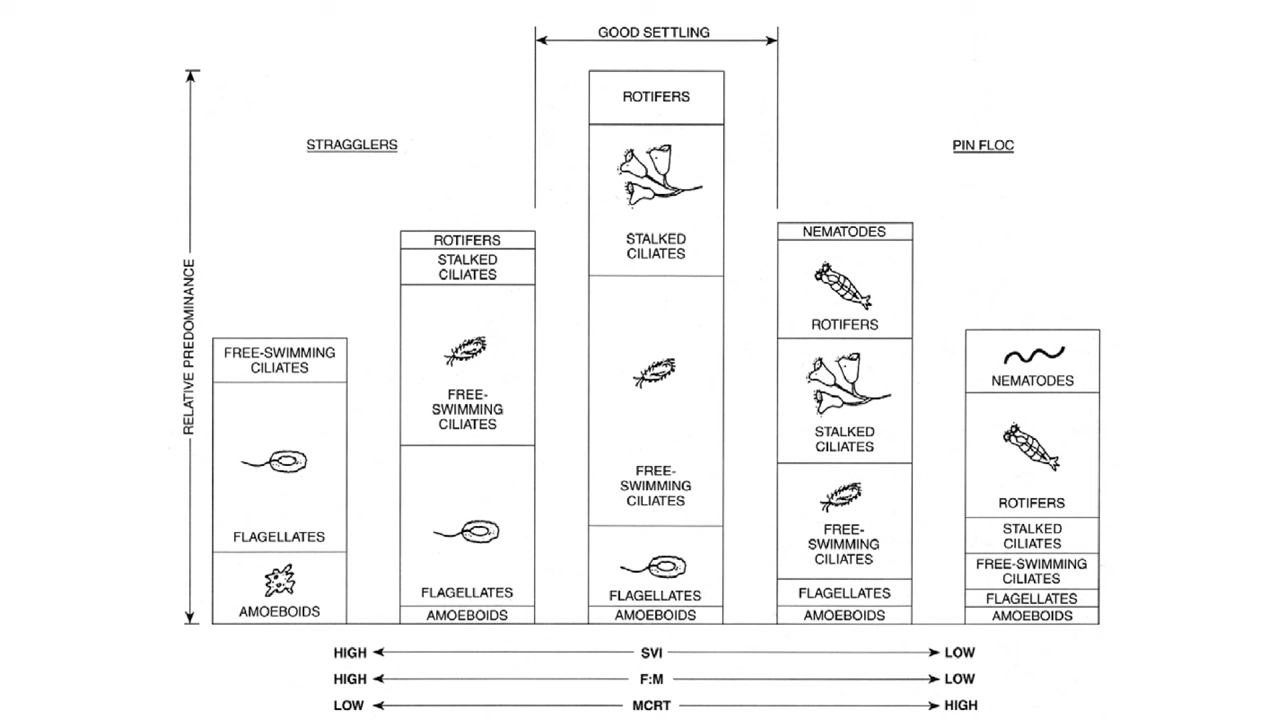 GOOD SETTLING
STRAGGLERS
PIN FLOC
RELATIVE PREDOMINANCE
FREE-SWIMMING
CILIATES
FLAGELLATES
AMOEBOIDS
ROTIFERS
STALKED
CILIATES
FREE-
SWIMMING
CILIATES
FLAGELLATES
AMOEBOIDS
ROTIFERS
STALKED
CILIATES
FREE-
SWIMMING
CILIATES
FLAGELLATES
AMOEBOIDS
NEMATODES
ROTIFERS
STALKED
CILIATES
FREE-
SWIMMING
CILIATES
FLAGELLATES
AMOEBOIDS
NEMATODES
ROTIFERS
STALKED
CILIATES
FREE-SWIMMING
CILIATES
FLAGELLATES
AMOEBOIDS
HIGH SVI LOW
HIGH F:M LOW
LOW MCRT HIGH